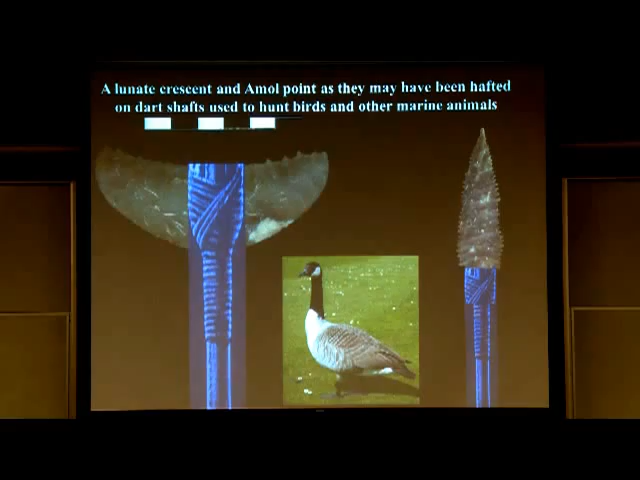 A lunate crescent and Amol point as they may have been hafted
on dart shafts used to hunt birds and other marine animals